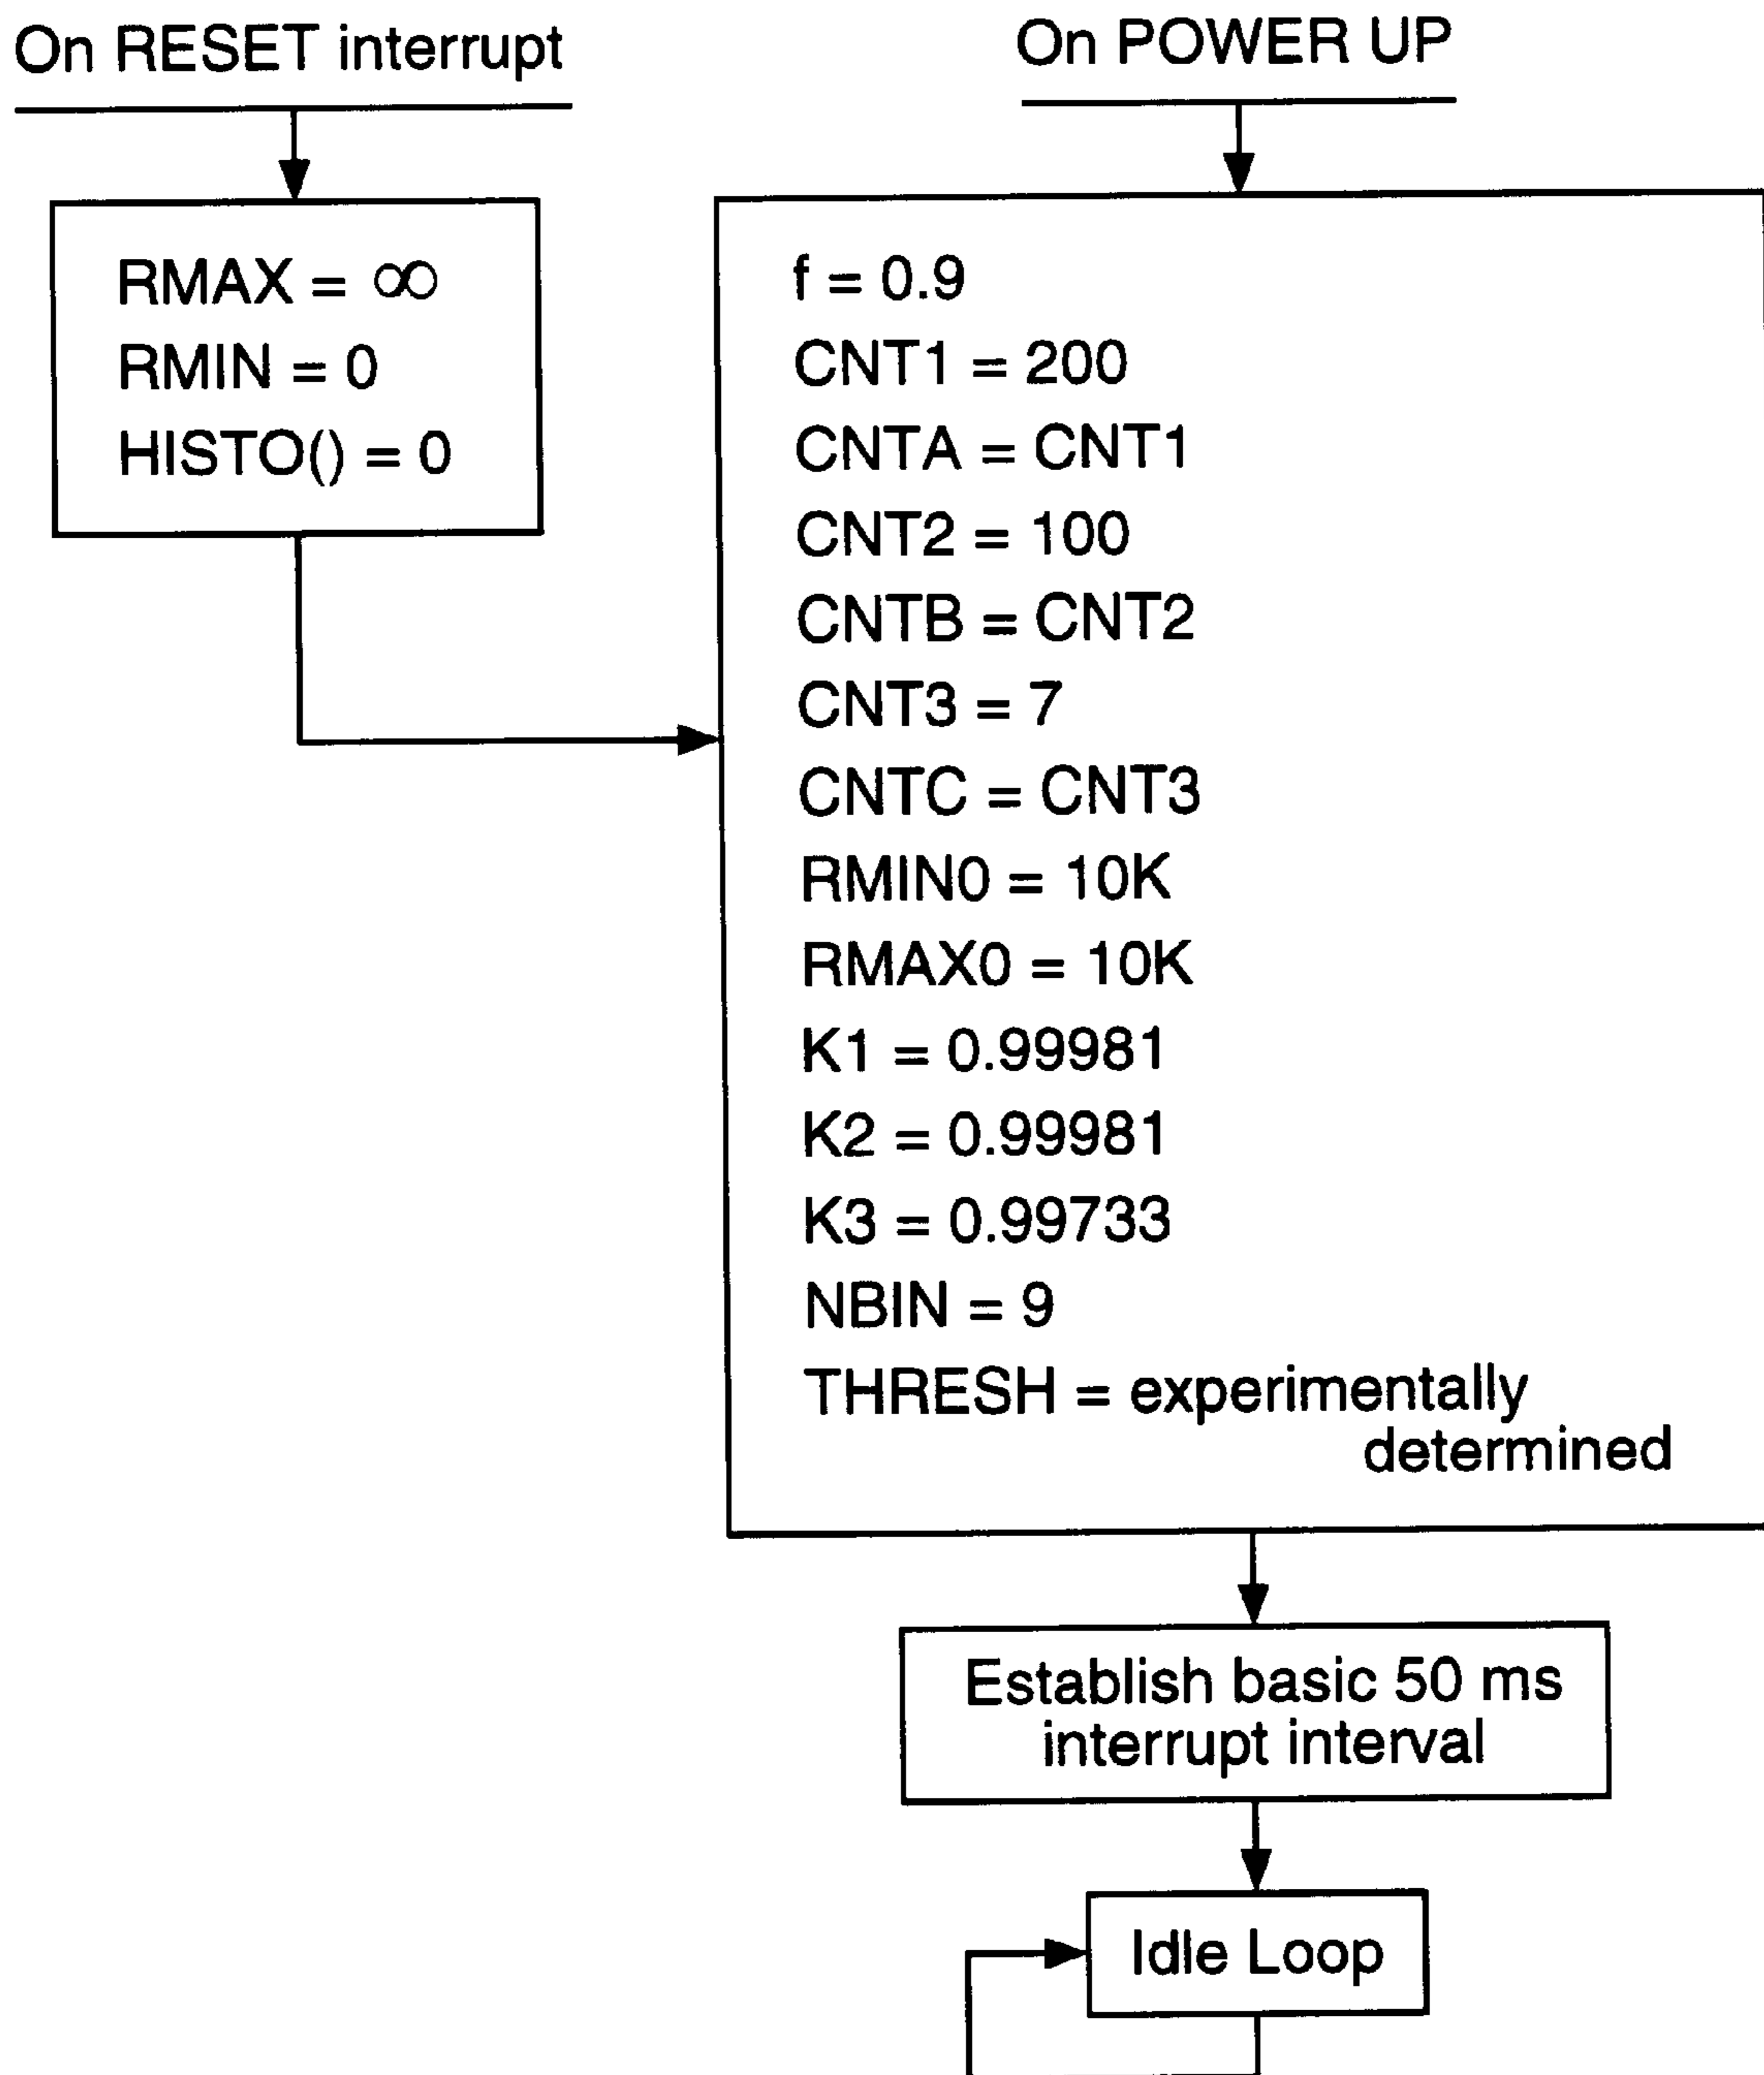 On RESET interrupt
RMAX = ∞
RMIN = 0
HISTO() = 0
On POWER UP
f = 0.9
CNT1 = 200
CNTA = CNT1
CNT2 = 100
CNTB = CNT2
CNT3 = 7
CNTC = CNT3
RMIN0 = 10K
RMAX0 = 10K
K1 = 0.99981
K2 = 0.99981
K3 = 0.99733
NBIN = 9
THRESH = experimentally
determined
Establish basic 50 ms
interrupt interval
Idle Loop